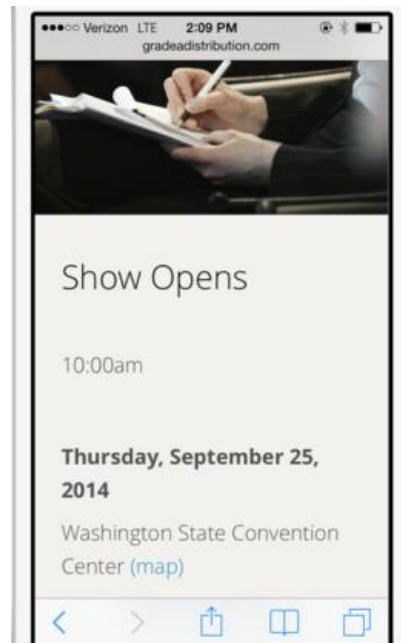 Verizon LTE 2:09 PM
gradeadistribution.com
Show Opens
10:00am
Thursday, September 25,
2014
Washington State Convention
Center (map)